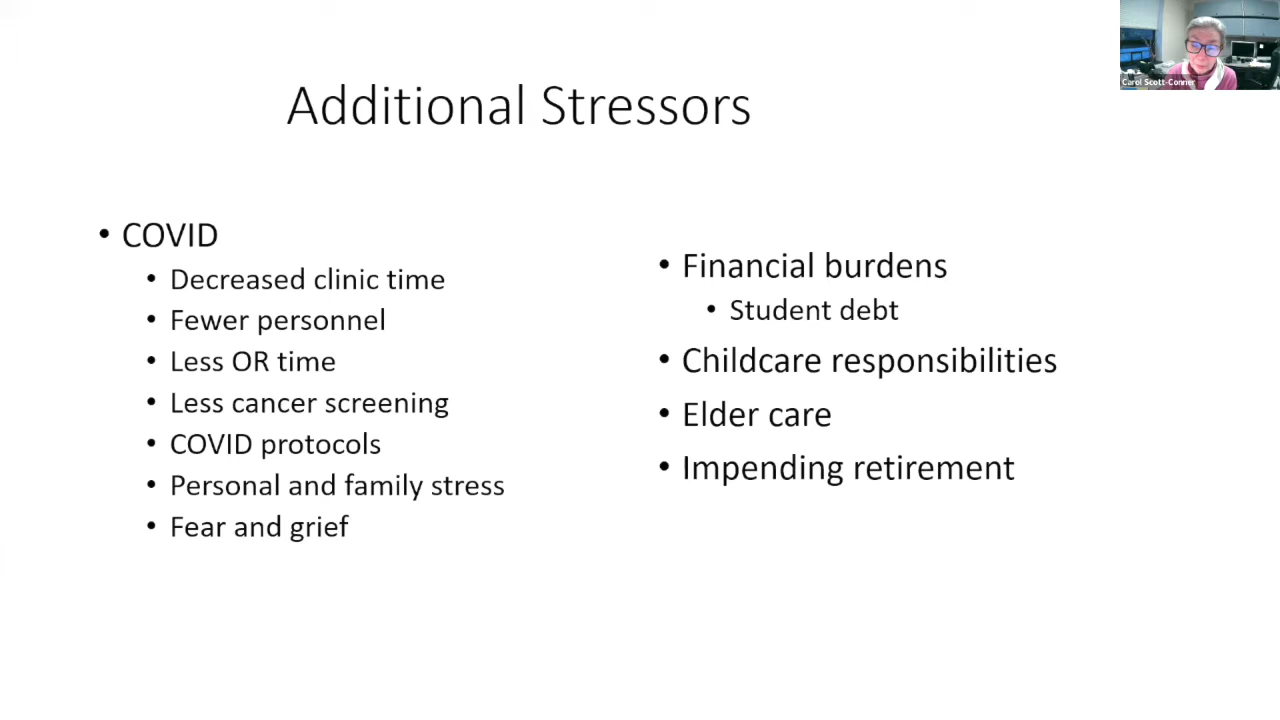 Carol Scott-Conner
Additional Stressors
• COVID
• Decreased clinic time
• Fewer personnel
• Less OR time
• Less cancer screening
• COVID protocols
• Personal and family stress
• Fear and grief
• Financial burdens
• Student debt
• Childcare responsibilities
• Elder care
• Impending retirement